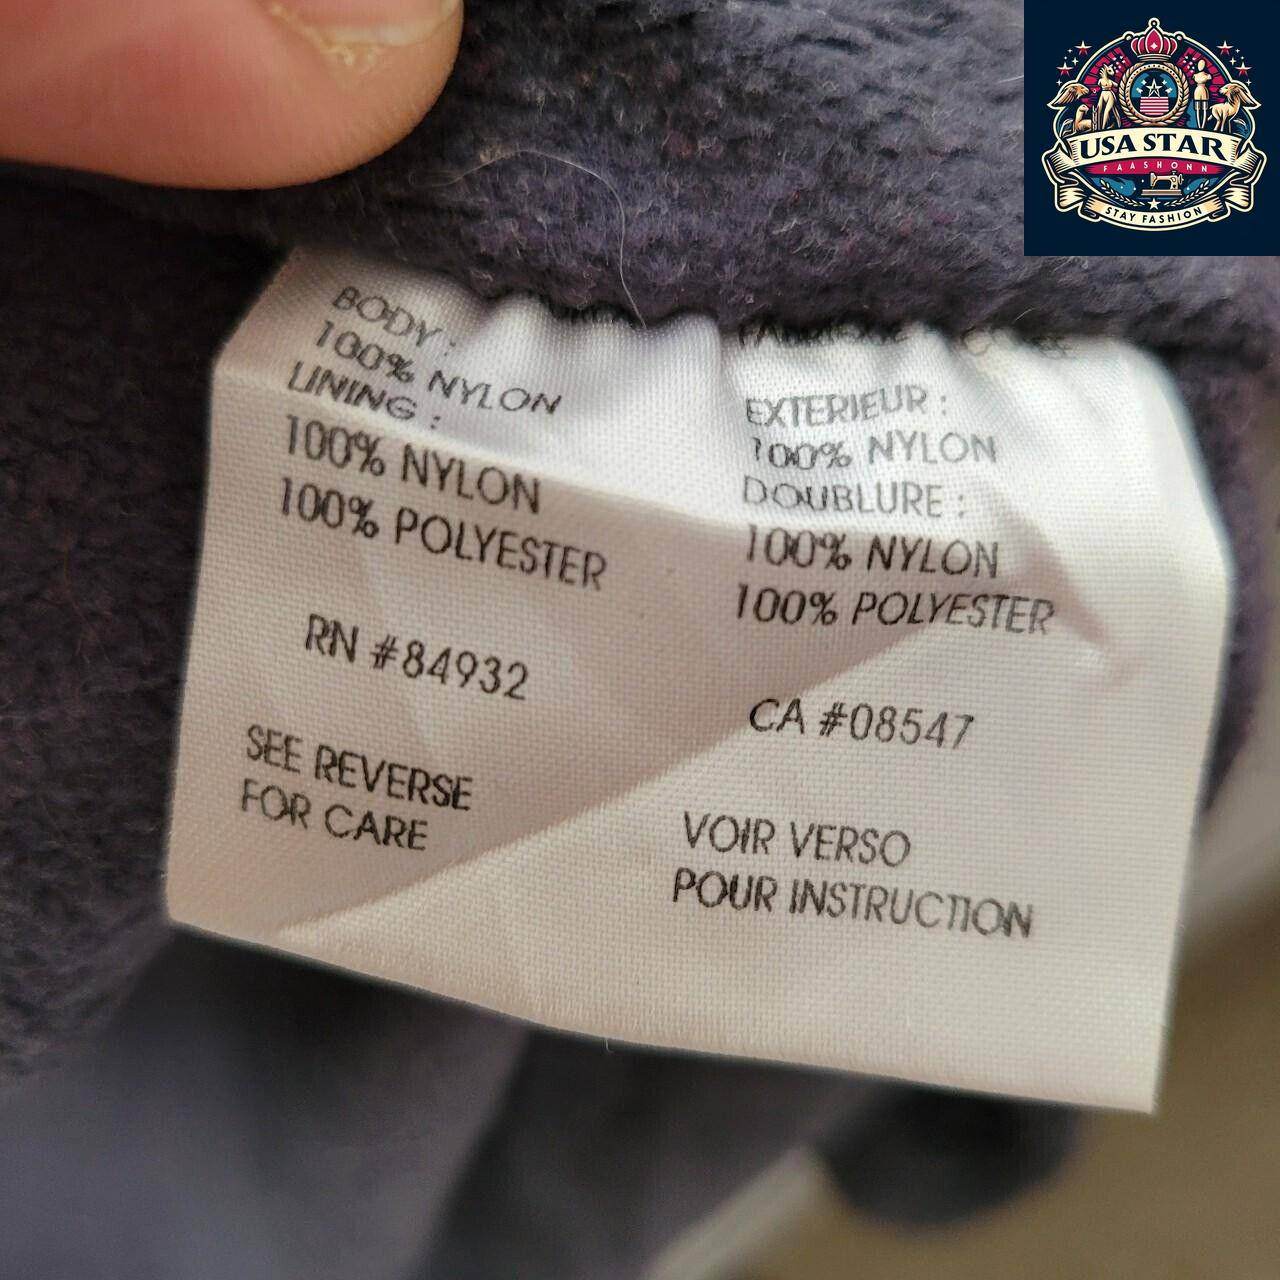 USA STAR
FAASHONN
STAY FASHION
BODY :
100% NYLON
LINING :
100% NYLON
100% POLYESTER
RN #84932
SEE REVERSE
FOR CARE
EXTERIEUR :
100% NYLON
DOUBLURE :
100% NYLON
100% POLYESTER
CA #08547
VOIR VERSO
POUR INSTRUCTION